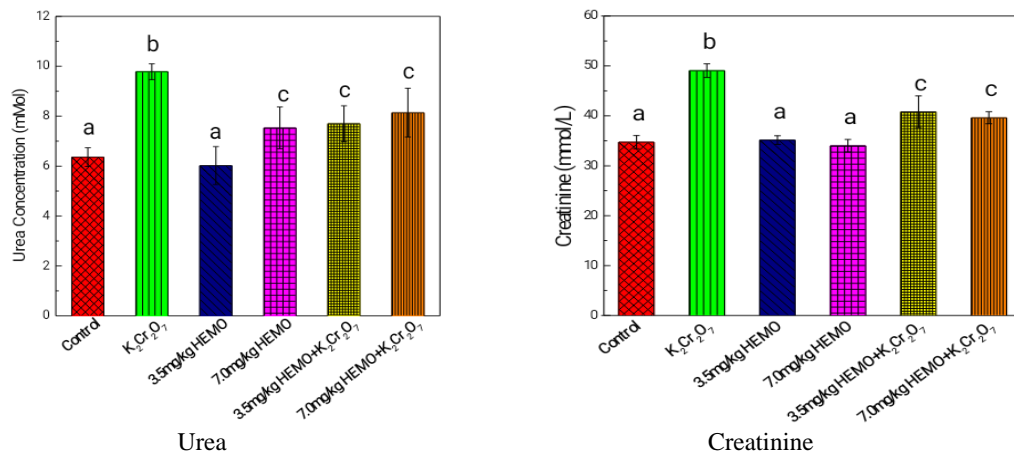 12
10
8
6
4
2
0
Urea Concentration (mMol)
a
b
a
c
c
c
Control
K₂Cr₂O₇
3.5mg/kg HEMO
7.0mg/kg HEMO
3.5mg/kg HEMO+K₂Cr₂O₇
7.0mg/kg HEMO+K₂Cr₂O₇
Urea
60
50
40
30
20
10
0
Creatinine (mmol/L)
a
b
a
a
c
c
Control
K₂Cr₂O₇
3.5mg/kg HEMO
7.0mg/kg HEMO
3.5mg/kg HEMO+K₂Cr₂O₇
7.0mg/kg HEMO+K₂Cr₂O₇
Creatinine